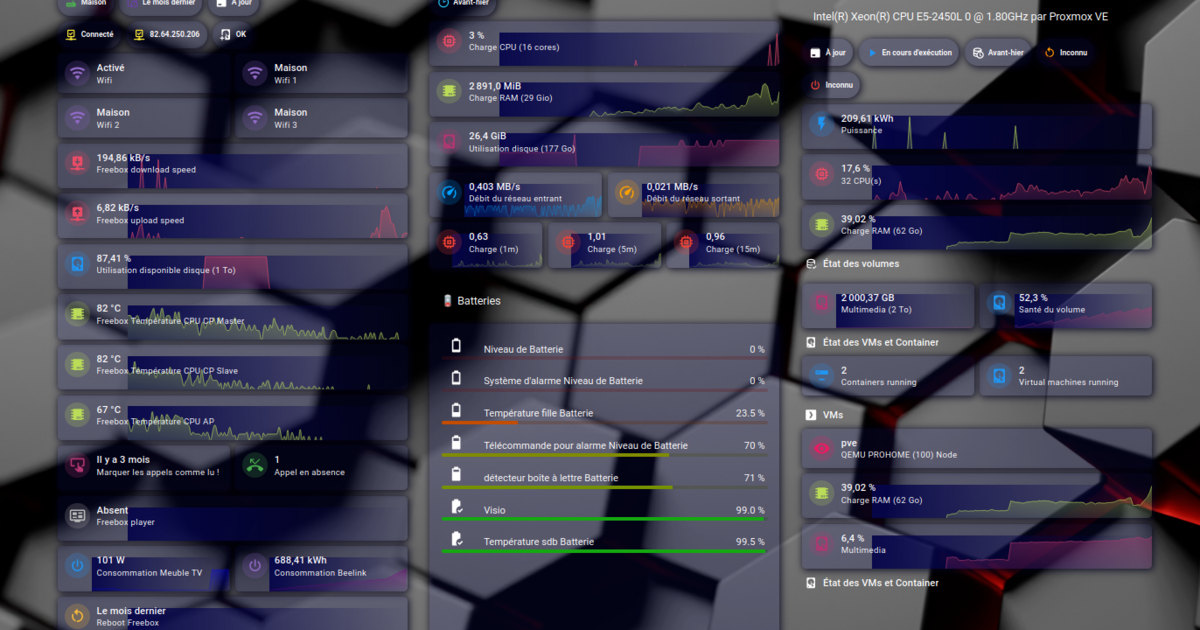 Maison
Le mois dernier
À jour
Connecté
82.64.250.206
OK
Activé
Wifi
Maison
Wifi 1
Maison
Wifi 2
Maison
Wifi 3
194,86 kB/s
Freebox download speed
6,82 kB/s
Freebox upload speed
87,41 %
Utilisation disponible disque (1 To)
82 °C
Freebox Température CPU CP Master
82 °C
Freebox Température CPU CP Slave
67 °C
Freebox Température CPU AP
Il y a 3 mois
Marquer les appels comme lu !
1
Appel en absence
Absent
Freebox player
101 W
Consommation Meuble TV
688,41 kWh
Consommation Beelink
Le mois dernier
Reboot Freebox
Avant-hier
3 %
Charge CPU (16 cores)
2 891,0 MiB
Charge RAM (29 Gio)
26,4 GiB
Utilisation disque (177 Go)
0,403 MB/s
Débit du réseau entrant
0,021 MB/s
Débit du réseau sortant
0,63
Charge (1m)
1,01
Charge (5m)
0,96
Charge (15m)
Batteries
Niveau de Batterie 0 %
Système d'alarme Niveau de Batterie 0 %
Température fille Batterie 23.5 %
Télécommande pour alarme Niveau de Batterie 70 %
détecteur boîte à lettre Batterie 71 %
Visio 99.0 %
Température sdb Batterie 99.5 %
Intel(R) Xeon(R) CPU E5-2450L 0 @ 1.80GHz par Proxmox VE
À jour
En cours d'exécution
Avant-hier
Inconnu
Inconnu
209,61 kWh
Puissance
17,6 %
32 CPU(s)
39,02 %
Charge RAM (62 Go)
État des volumes
2 000,37 GB
Multimedia (2 To)
52,3 %
Santé du volume
État des VMs et Container
2
Containers running
2
Virtual machines running
VMs
pve
QEMU PROHOME (100) Node
39,02 %
Charge RAM (62 Go)
6,4 %
Multimedia
État des VMs et Container